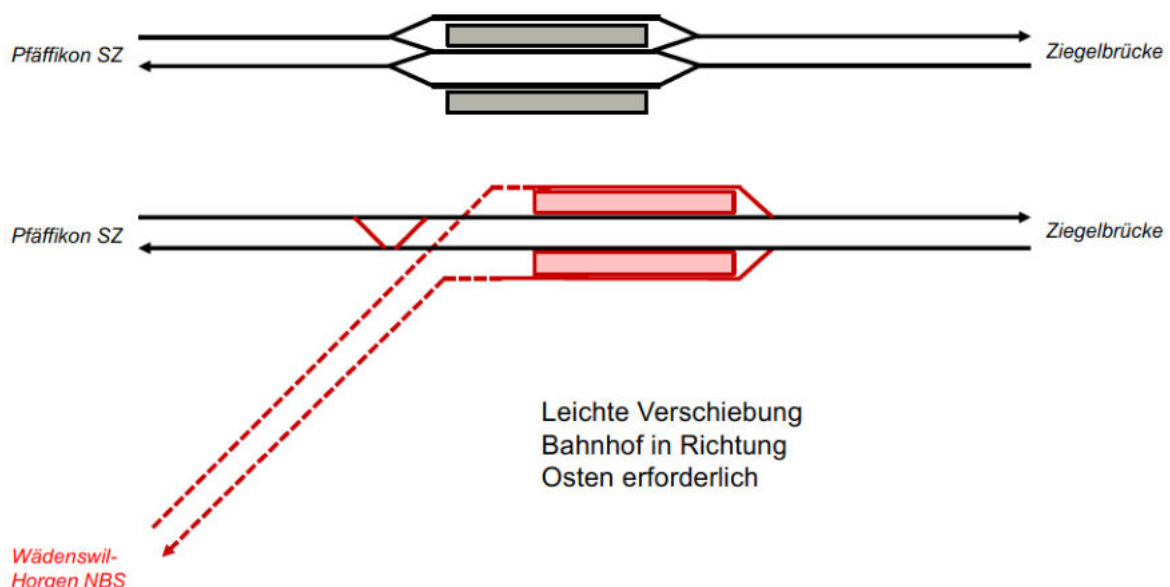 Pfäffikon SZ
Ziegelbrücke
Pfäffikon SZ
Ziegelbrücke
Leichte Verschiebung
Bahnhof in Richtung
Osten erforderlich
Wädenswil-
Horgen NBS